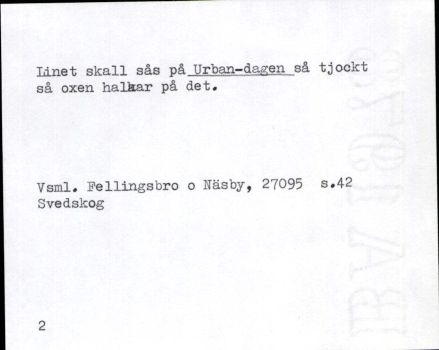 Linet skall sås på Urban-dagen så tjockt
så oxen halkar på det.
Vsml. Fellingsbro o Näsby, 27095 s.42
Svedskog
2